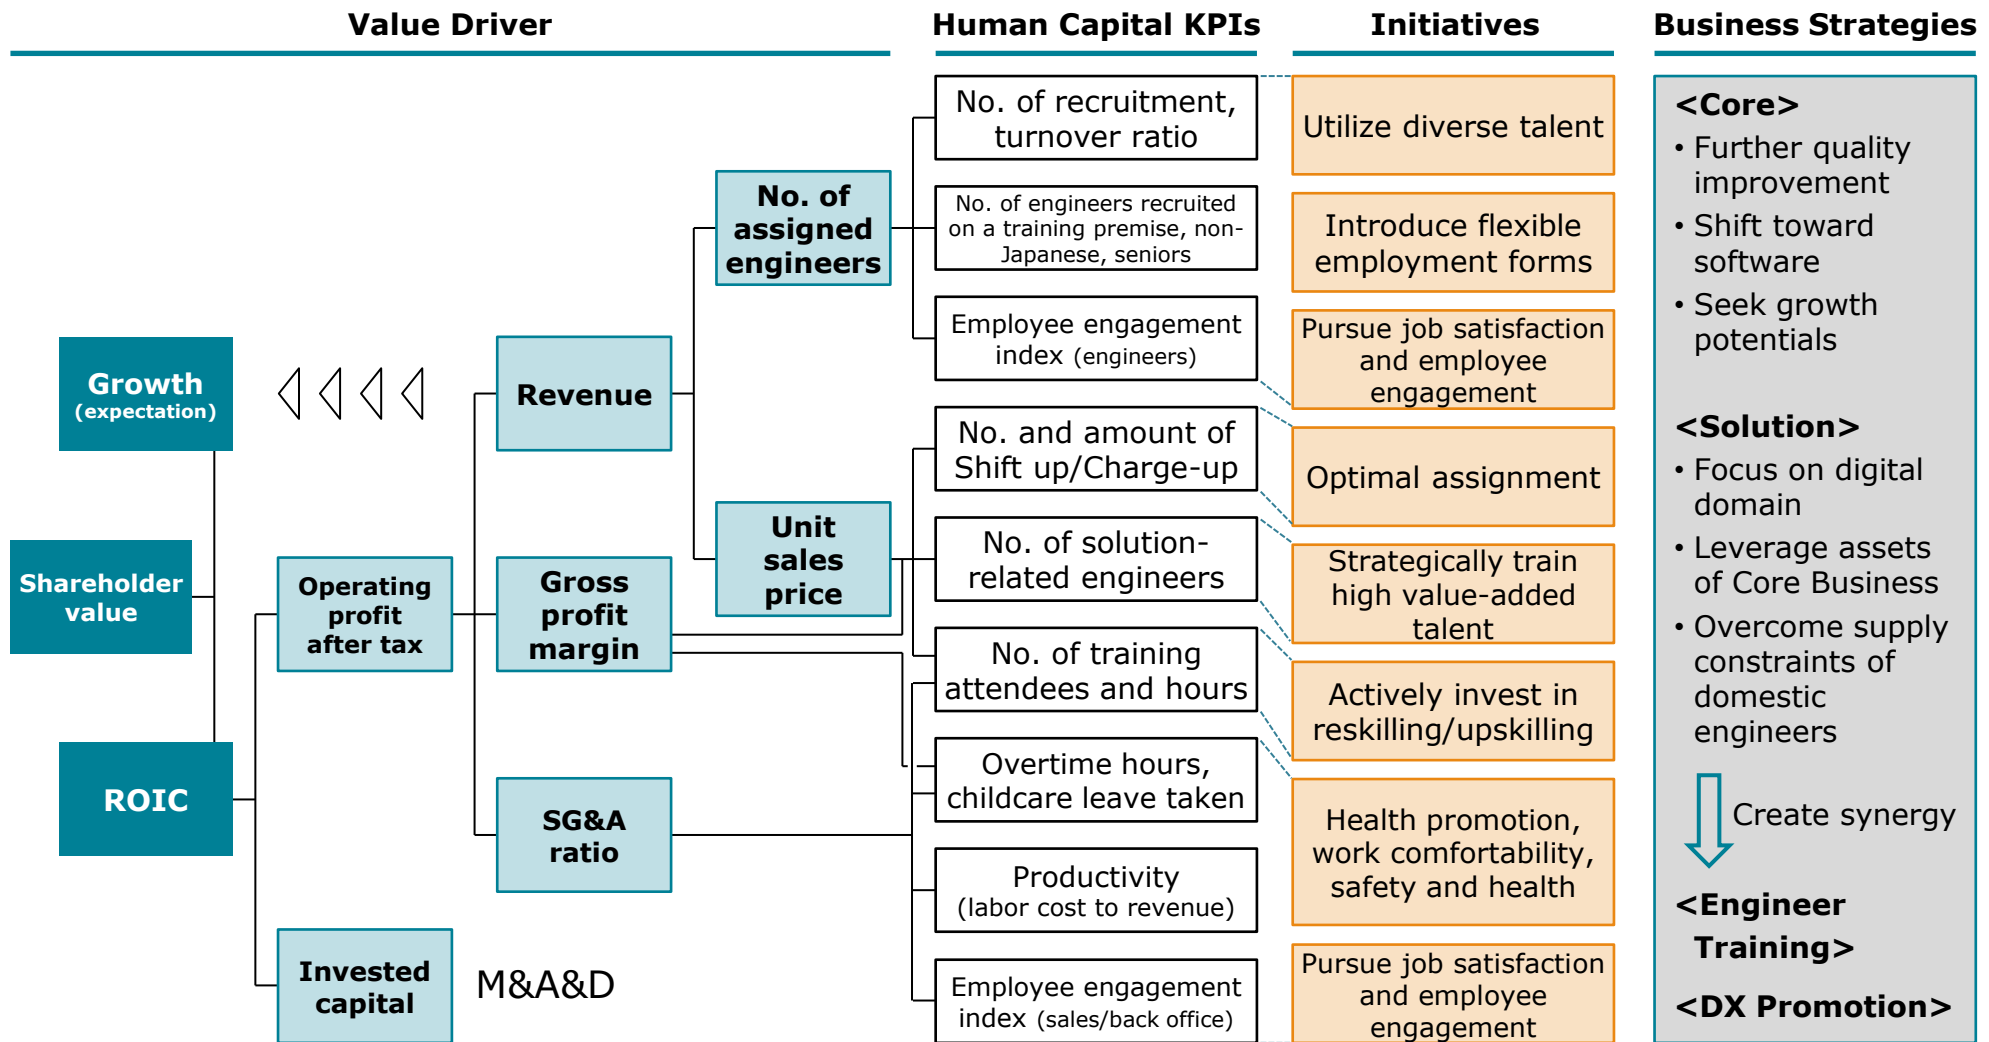 Value Driver
Human Capital KPIs
Initiatives
Business Strategies
Shareholder
value
Growth
(expectation)
ROIC
Operating
profit
after tax
Invested
capital
M&A&D
Revenue
Gross
profit
margin
SG&A
ratio
No. of
assigned
engineers
Unit
sales
price
No. of recruitment,
turnover ratio
No. of engineers recruited
on a training premise, non-
Japanese, seniors
Employee engagement
index (engineers)
No. and amount of
Shift up/Charge-up
No. of solution-
related engineers
No. of training
attendees and hours
Overtime hours,
childcare leave taken
Productivity
(labor cost to revenue)
Employee engagement
index (sales/back office)
Utilize diverse talent
Introduce flexible
employment forms
Pursue job satisfaction
and employee
engagement
Optimal assignment
Strategically train
high value-added
talent
Actively invest in
reskilling/upskilling
Health promotion,
work comfortability,
safety and health
Pursue job satisfaction
and employee
engagement
<Core>
• Further quality
improvement
• Shift toward
software
• Seek growth
potentials
<Solution>
• Focus on digital
domain
• Leverage assets
of Core Business
• Overcome supply
constraints of
domestic
engineers
Create synergy
<Engineer
Training>
<DX Promotion>